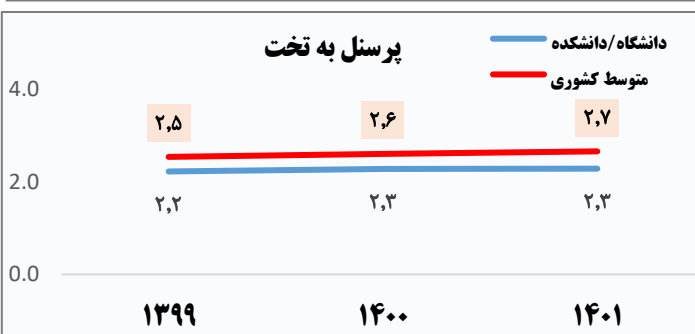 پرسنل به تخت
دانشگاه/دانشکده
متوسط کشوری
4.0
۲٫۵ ۲٫۶ ۲٫۷
2.0
۲٫۲ ۲٫۳ ۲٫۳
0.0
۱۳۹۹ ۱۴۰۰ ۱۴۰۱